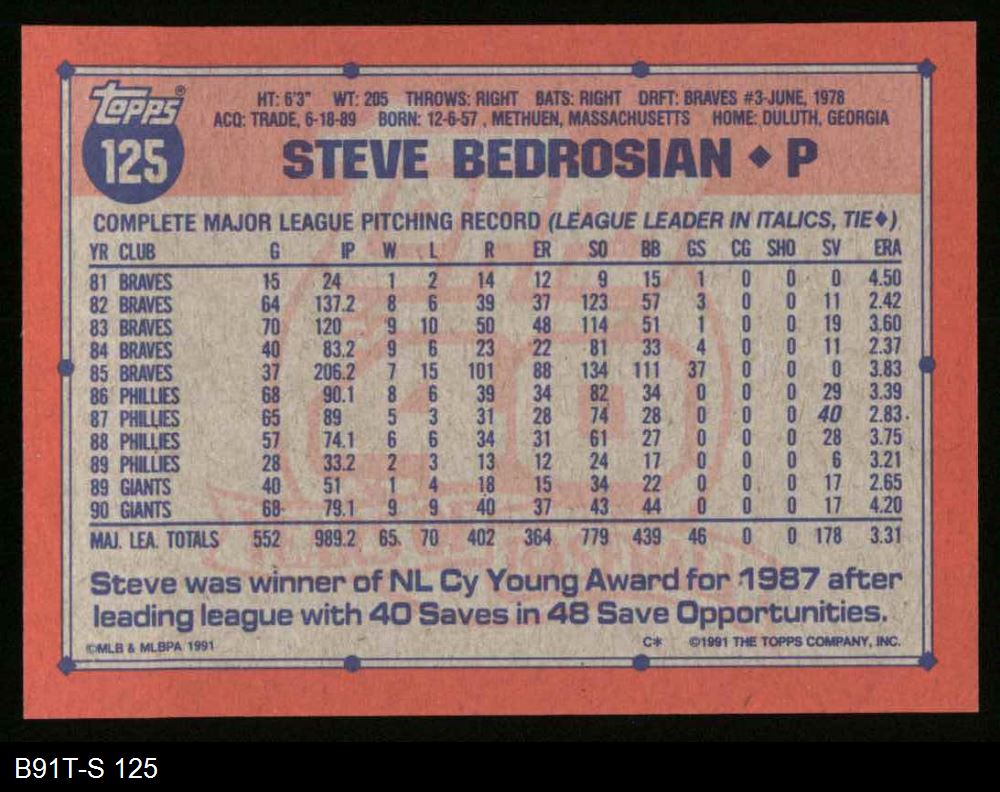 Topps®
125
HT: 6'3" WT: 205 THROWS: RIGHT BATS: RIGHT DRFT: BRAVES #3-JUNE, 1978
ACQ: TRADE, 6-18-89 BORN: 12-6-57, METHUEN, MASSACHUSETTS HOME: DULUTH, GEORGIA
STEVE BEDROSIAN ◆ P
COMPLETE MAJOR LEAGUE PITCHING RECORD (LEAGUE LEADER IN ITALICS, TIE◆)
YR CLUB G IP W L R ER SO BB GS CG SHO SV ERA
81 BRAVES 15 24 1 2 14 12 9 15 1 0 0 0 4.50
82 BRAVES 64 137.2 8 6 39 37 123 57 3 0 0 11 2.42
83 BRAVES 70 120 9 10 50 48 114 51 1 0 0 19 3.60
84 BRAVES 40 83.2 9 6 23 22 81 33 4 0 0 11 2.37
85 BRAVES 37 206.2 7 15 101 88 134 111 37 0 0 0 3.83
86 PHILLIES 68 90.1 8 6 39 34 82 34 0 0 0 29 3.39
87 PHILLIES 65 89 5 3 31 28 74 28 0 0 0 40 2.83
88 PHILLIES 57 74.1 6 6 34 31 61 27 0 0 0 28 3.75
89 PHILLIES 28 33.2 2 3 13 12 24 17 0 0 0 6 3.21
89 GIANTS 40 51 1 4 18 15 34 22 0 0 0 17 2.65
90 GIANTS 68 79.1 9 9 40 37 43 44 0 0 0 17 4.20
MAJ. LEA. TOTALS 552 989.2 65 70 402 364 779 439 46 0 0 178 3.31
Steve was winner of NL Cy Young Award for 1987 after
leading league with 40 Saves in 48 Save Opportunities.
©MLB & MLBPA 1991 C* ©1991 THE TOPPS COMPANY, INC.
B91T-S 125